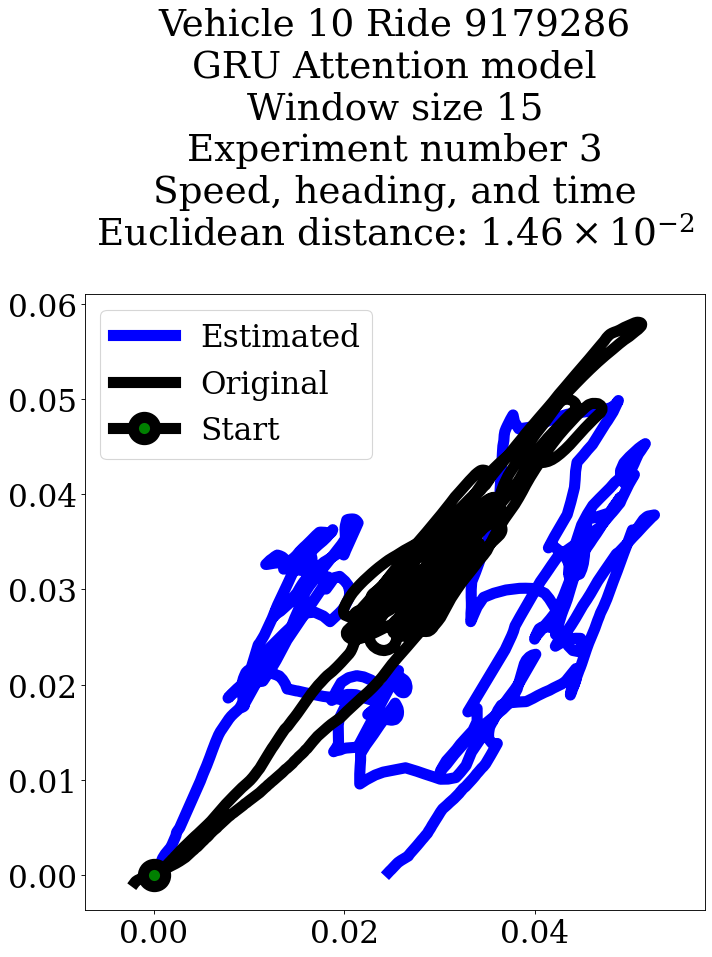 Vehicle 10 Ride 9179286
GRU Attention model
Window size 15
Experiment number 3
Speed, heading, and time
Euclidean distance: 1.46 × 10⁻²
0.06
0.05
0.04
0.03
0.02
0.01
0.00
Estimated
Original
Start
0.00 0.02 0.04